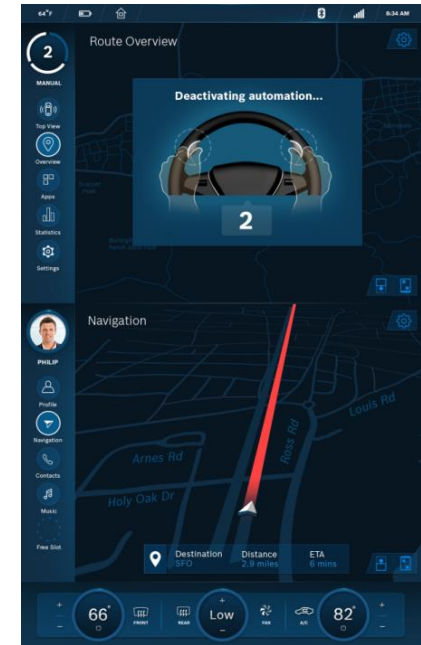 64°F
8:34 AM
2
MANUAL
Route Overview
Deactivating automation...
2
Top View
Overview
Apps
Statistics
Settings
PHILIP
Navigation
Profile
Navigation
Contacts
Music
Free Slot
Louis Rd
Ross Rd
Arnes Rd
Holy Oak Dr
Destination Distance ETA
SFO 2.9 miles 6 mins
66° FRONT REAR Low FAN A/C 82°